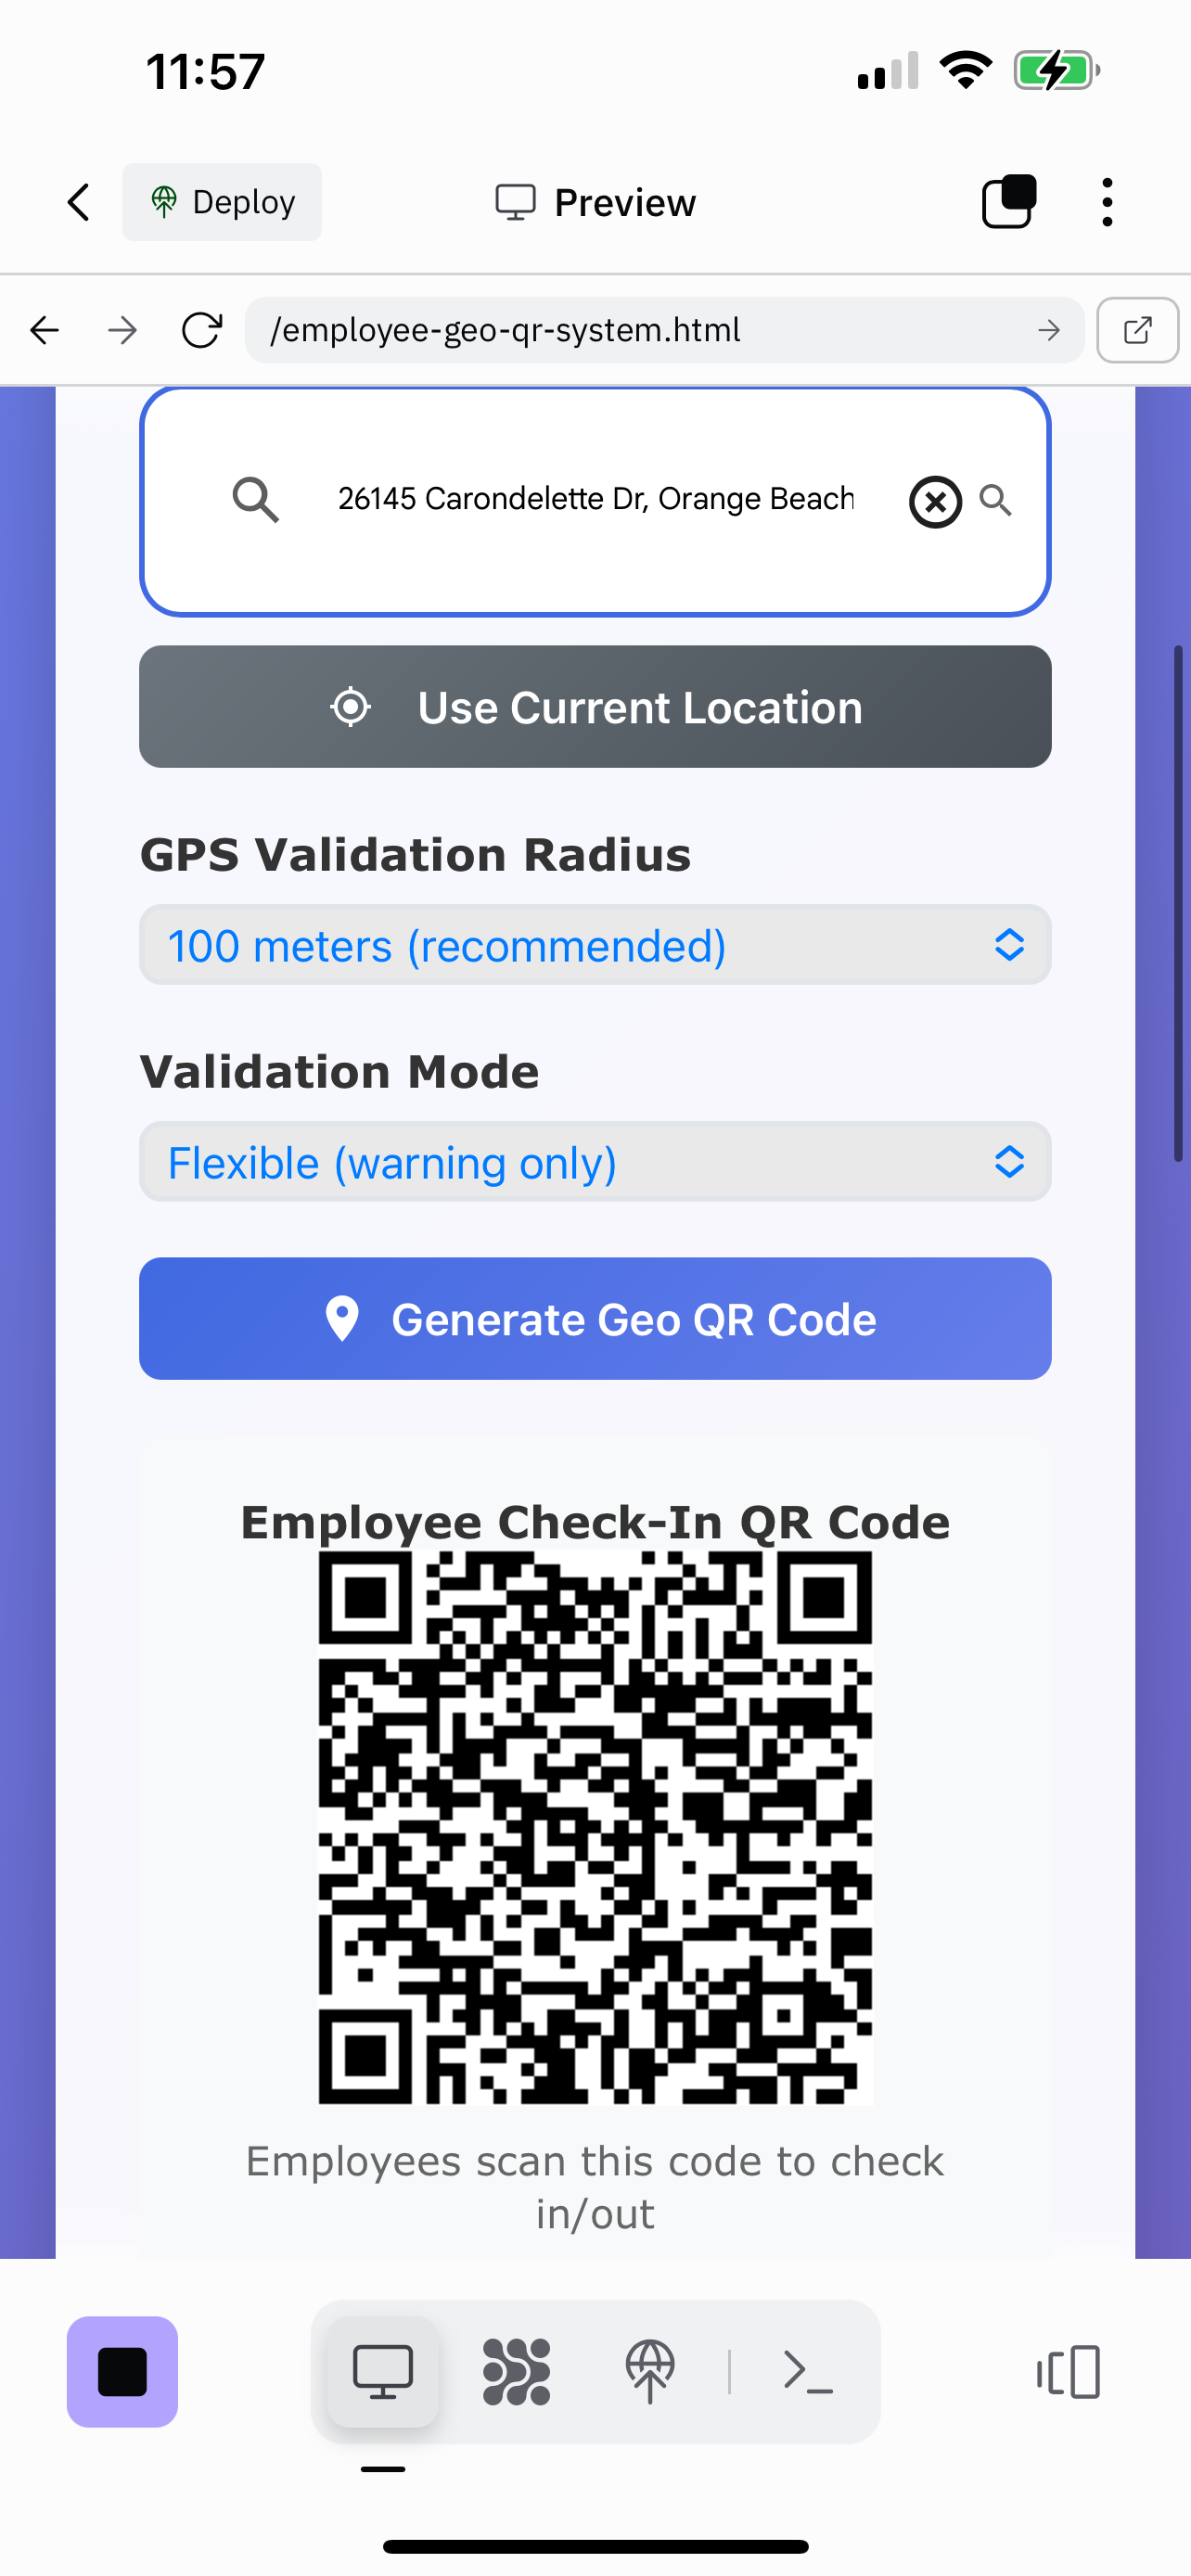 11:57
Deploy
Preview
/employee-geo-qr-system.html
26145 Carondelette Dr, Orange Beach
Use Current Location
GPS Validation Radius
100 meters (recommended)
Validation Mode
Flexible (warning only)
Generate Geo QR Code
Employee Check-In QR Code
Employees scan this code to check
in/out